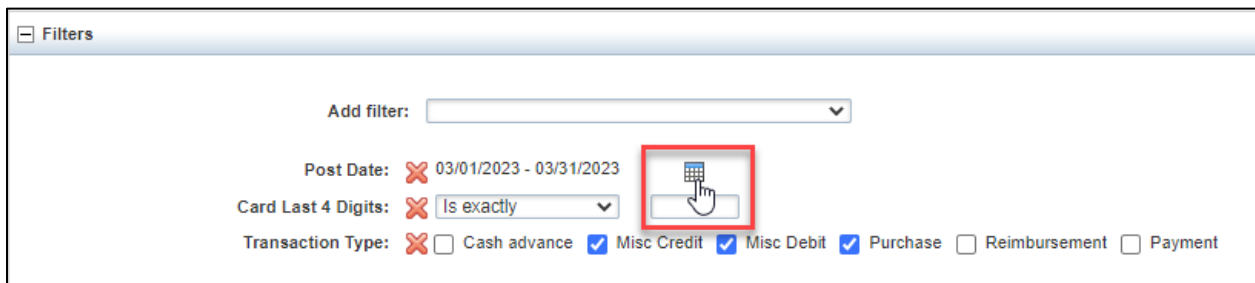 Filters
Add filter:
Post Date: 03/01/2023 - 03/31/2023
Card Last 4 Digits: Is exactly
Transaction Type: Cash advance Misc Credit Misc Debit Purchase Reimbursement Payment